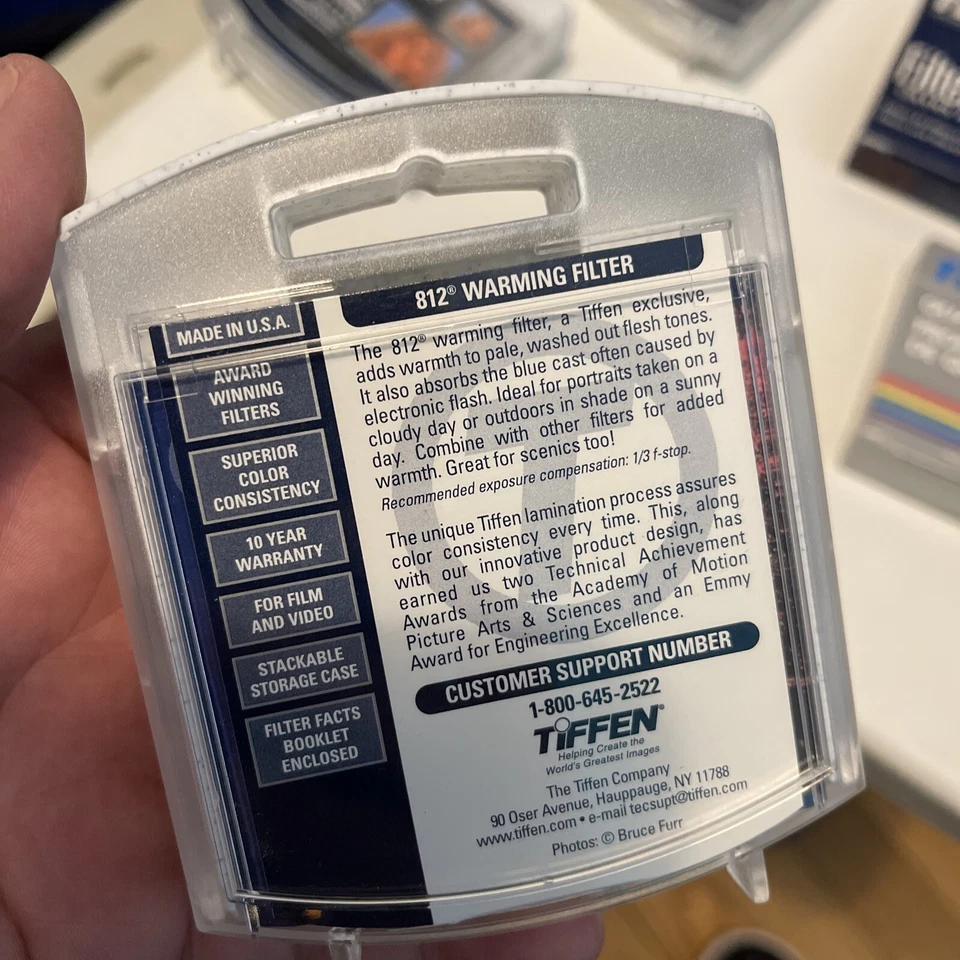 812® WARMING FILTER
MADE IN U.S.A.
AWARD
WINNING
FILTERS
SUPERIOR
COLOR
CONSISTENCY
10 YEAR
WARRANTY
FOR FILM
AND VIDEO
STACKABLE
STORAGE CASE
FILTER FACTS
BOOKLET
ENCLOSED
The 812® warming filter, a Tiffen exclusive,
adds warmth to pale, washed out flesh tones.
It also absorbs the blue cast often caused by
electronic flash. Ideal for portraits taken on a
cloudy day or outdoors in shade on a sunny
day. Combine with other filters for added
warmth. Great for scenics too!
Recommended exposure compensation: 1/3 f-stop.
The unique Tiffen lamination process assures
color consistency every time. This, along
with our innovative product design, has
earned us two Technical Achievement
Awards from the Academy of Motion
Picture Arts & Sciences and an Emmy
Award for Engineering Excellence.
CUSTOMER SUPPORT NUMBER
1-800-645-2522
TIFFEN®
Helping Create the
World's Greatest Images
The Tiffen Company
90 Oser Avenue, Hauppauge, NY 11788
www.tiffen.com • e-mail tecsupt@tiffen.com
Photos: © Bruce Furr